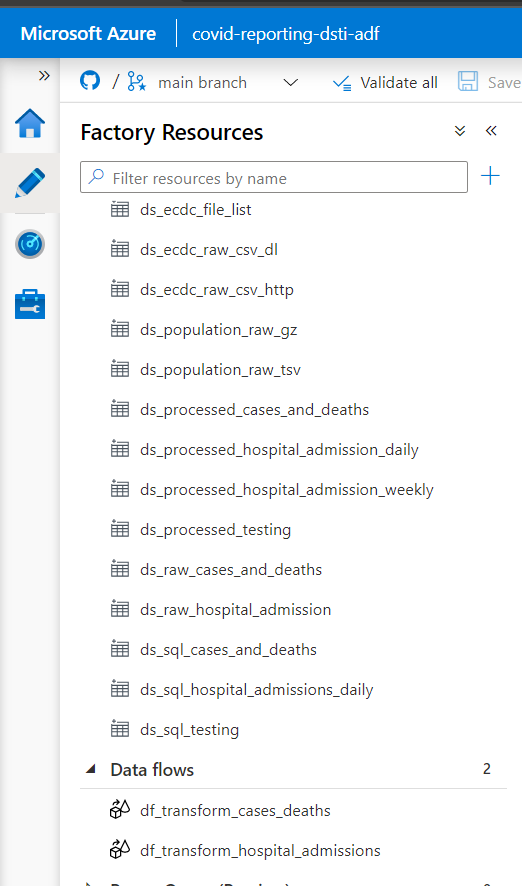 Microsoft Azure covid-reporting-dsti-adf
/ main branch Validate all Save
Factory Resources
Filter resources by name
ds_ecdc_file_list
ds_ecdc_raw_csv_dl
ds_ecdc_raw_csv_http
ds_population_raw_gz
ds_population_raw_tsv
ds_processed_cases_and_deaths
ds_processed_hospital_admission_daily
ds_processed_hospital_admission_weekly
ds_processed_testing
ds_raw_cases_and_deaths
ds_raw_hospital_admission
ds_sql_cases_and_deaths
ds_sql_hospital_admissions_daily
ds_sql_testing
Data flows 2
df_transform_cases_deaths
df_transform_hospital_admissions